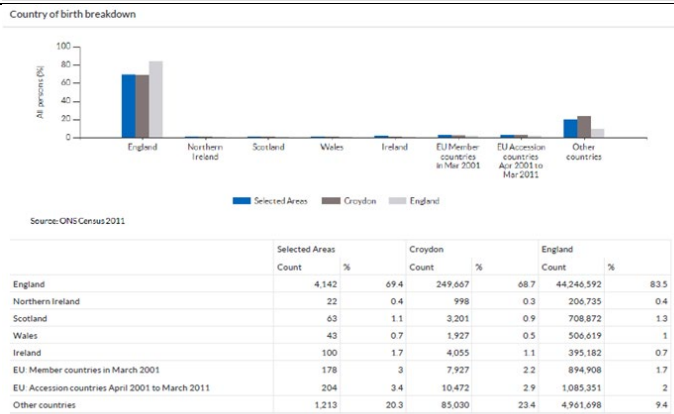 Country of birth breakdown
100
80
60
40
20
0
All persons (%)
England
Northern Ireland
Scotland
Wales
Ireland
EU Member countries in Mar 2001
EU Accession countries Apr 2001 to Mar 2011
Other countries
Selected Areas Croydon England
Source: ONS Census 2011
Selected Areas Croydon England
Count % Count % Count %
England 4,142 69.4 249,667 68.7 44,246,592 83.5
Northern Ireland 22 0.4 998 0.3 206,735 0.4
Scotland 63 1.1 3,201 0.9 708,872 1.3
Wales 43 0.7 1,927 0.5 506,619 1
Ireland 100 1.7 4,055 1.1 395,182 0.7
EU: Member countries in March 2001 178 3 7,927 2.2 894,908 1.7
EU: Accession countries April 2001 to March 2011 204 3.4 10,472 2.9 1,085,351 2
Other countries 1,213 20.3 85,030 23.4 4,961,698 9.4